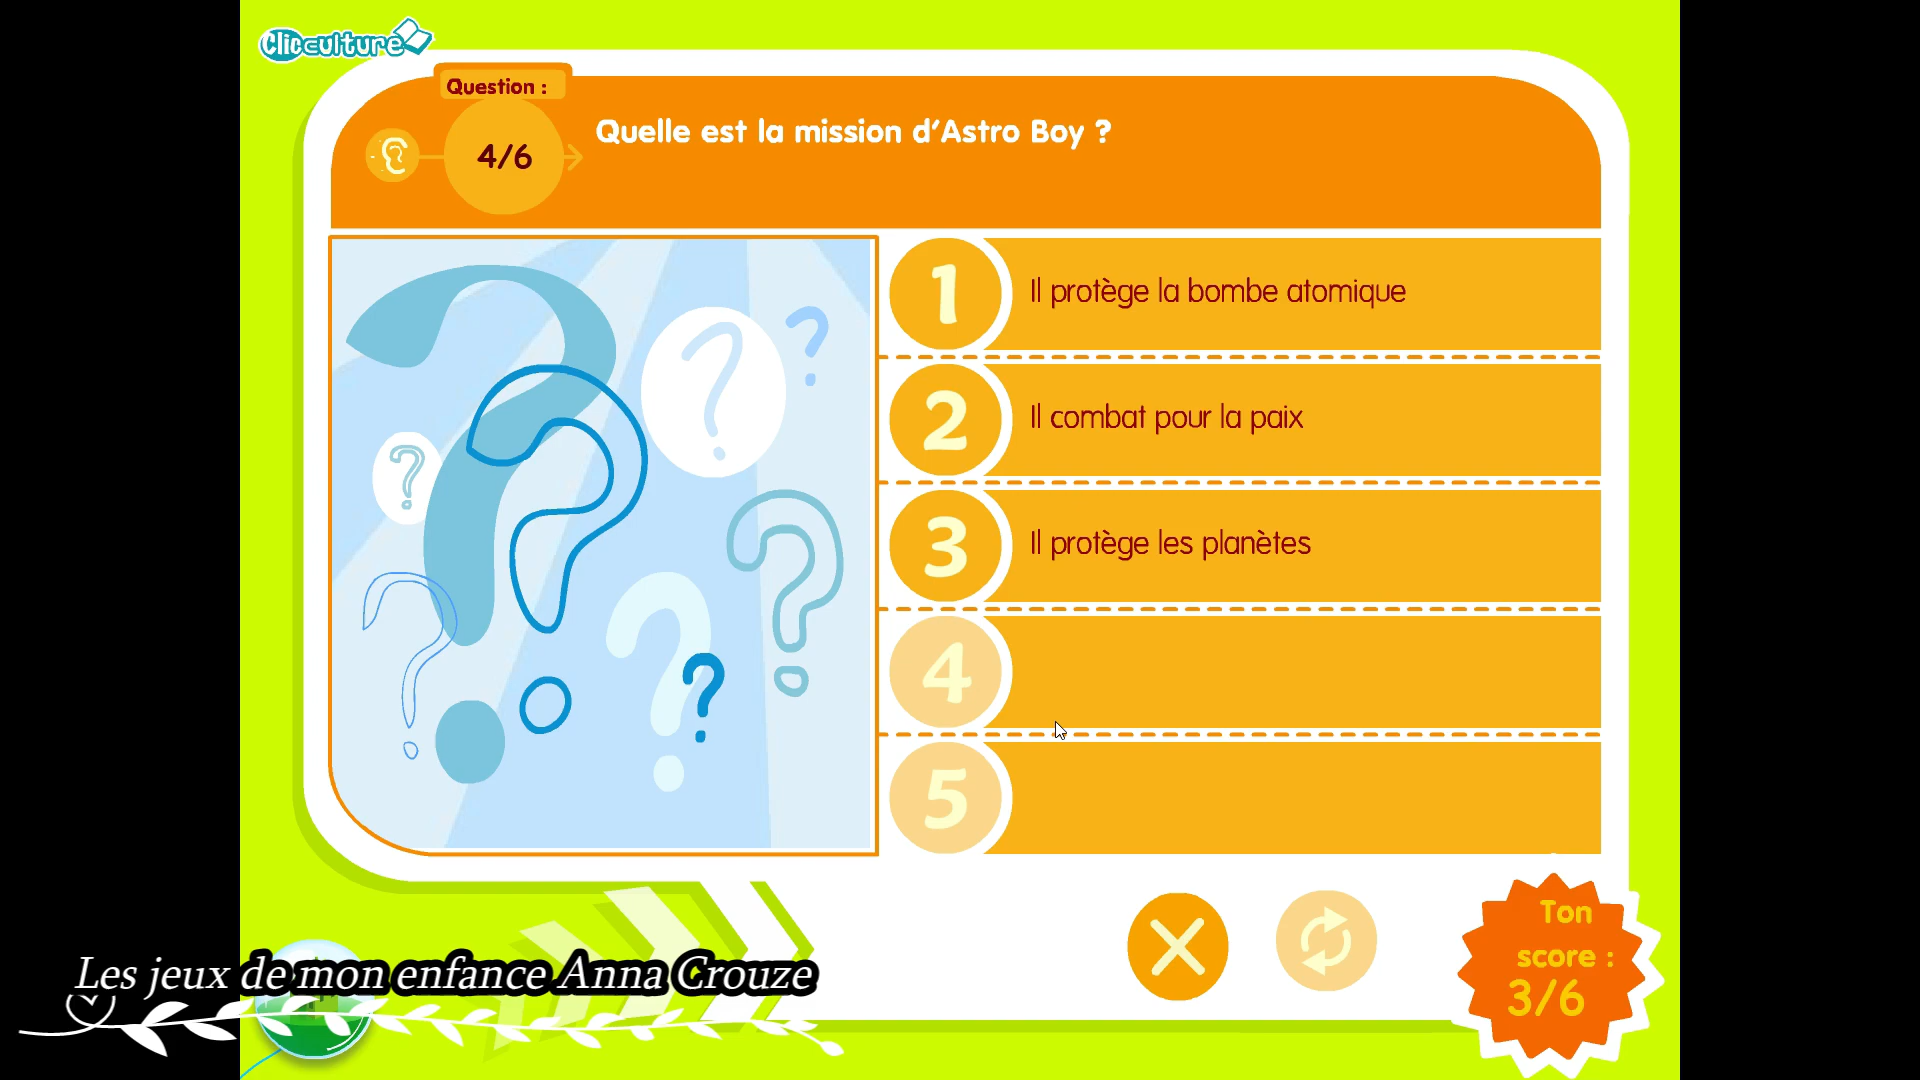 Clicculture
Question :
4/6
Quelle est la mission d'Astro Boy ?
1
Il protège la bombe atomique
2
Il combat pour la paix
3
Il protège les planètes
4
5
Les jeux de mon enfance Anna Crouze
Ton
score :
3/6